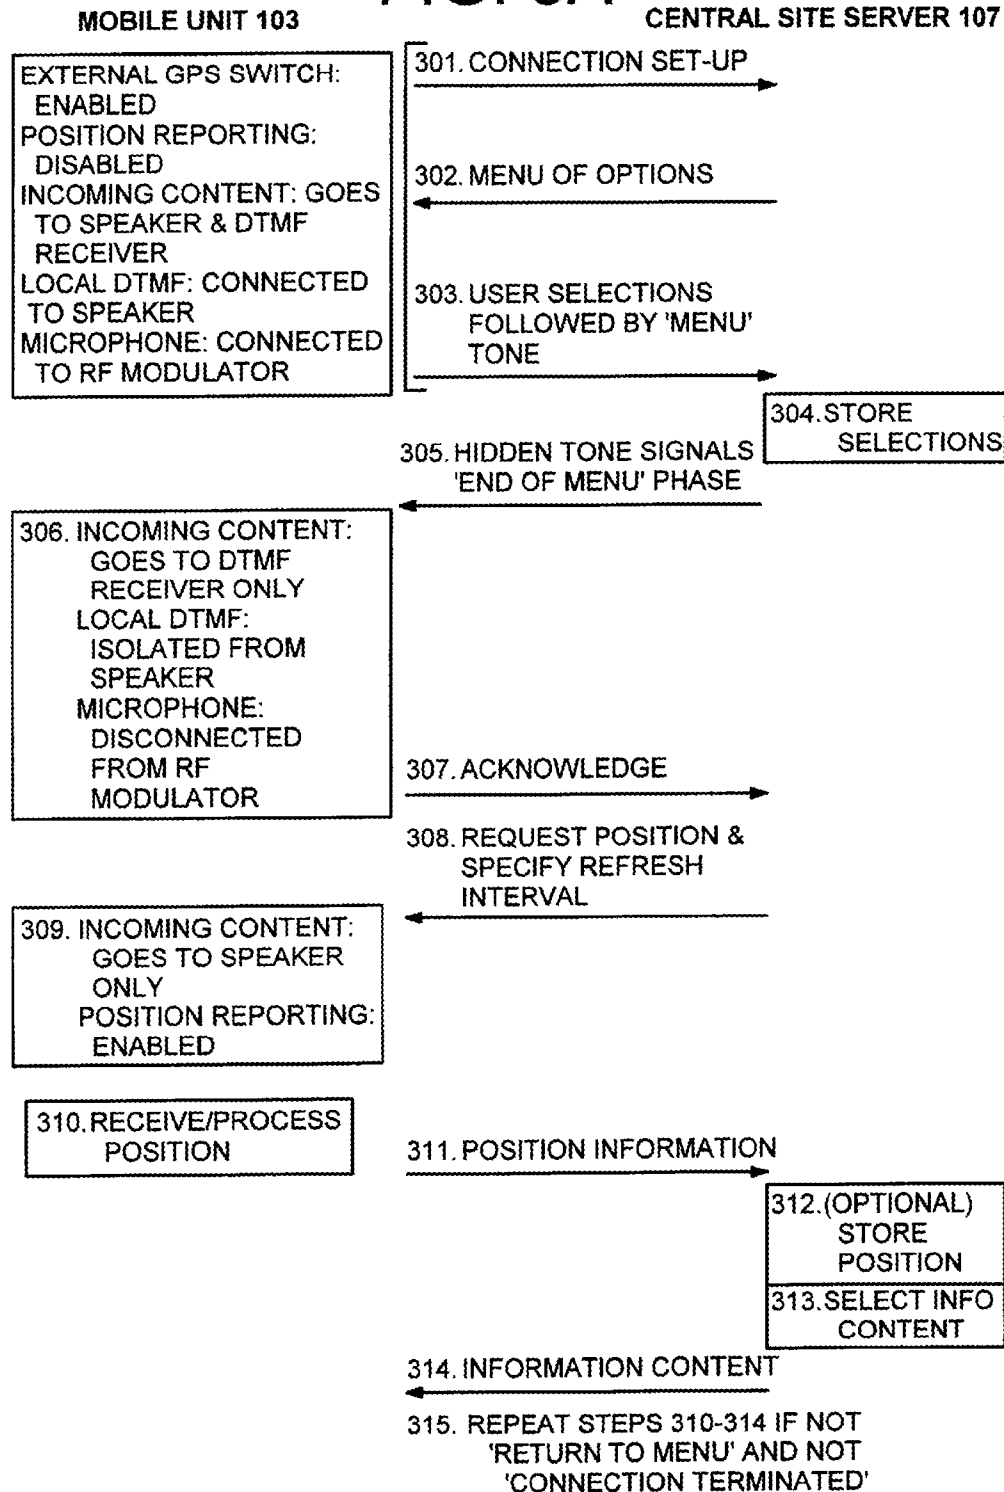 MOBILE UNIT 103
CENTRAL SITE SERVER 107
EXTERNAL GPS SWITCH:
ENABLED
POSITION REPORTING:
DISABLED
INCOMING CONTENT: GOES
TO SPEAKER & DTMF
RECEIVER
LOCAL DTMF: CONNECTED
TO SPEAKER
MICROPHONE: CONNECTED
TO RF MODULATOR
301. CONNECTION SET-UP
302. MENU OF OPTIONS
303. USER SELECTIONS
FOLLOWED BY 'MENU'
TONE
304. STORE
SELECTIONS
305. HIDDEN TONE SIGNALS
'END OF MENU' PHASE
306. INCOMING CONTENT:
GOES TO DTMF
RECEIVER ONLY
LOCAL DTMF:
ISOLATED FROM
SPEAKER
MICROPHONE:
DISCONNECTED
FROM RF
MODULATOR
307. ACKNOWLEDGE
308. REQUEST POSITION &
SPECIFY REFRESH
INTERVAL
309. INCOMING CONTENT:
GOES TO SPEAKER
ONLY
POSITION REPORTING:
ENABLED
310. RECEIVE/PROCESS
POSITION
311. POSITION INFORMATION
312. (OPTIONAL)
STORE
POSITION
313. SELECT INFO
CONTENT
314. INFORMATION CONTENT
315. REPEAT STEPS 310-314 IF NOT
'RETURN TO MENU' AND NOT
'CONNECTION TERMINATED'